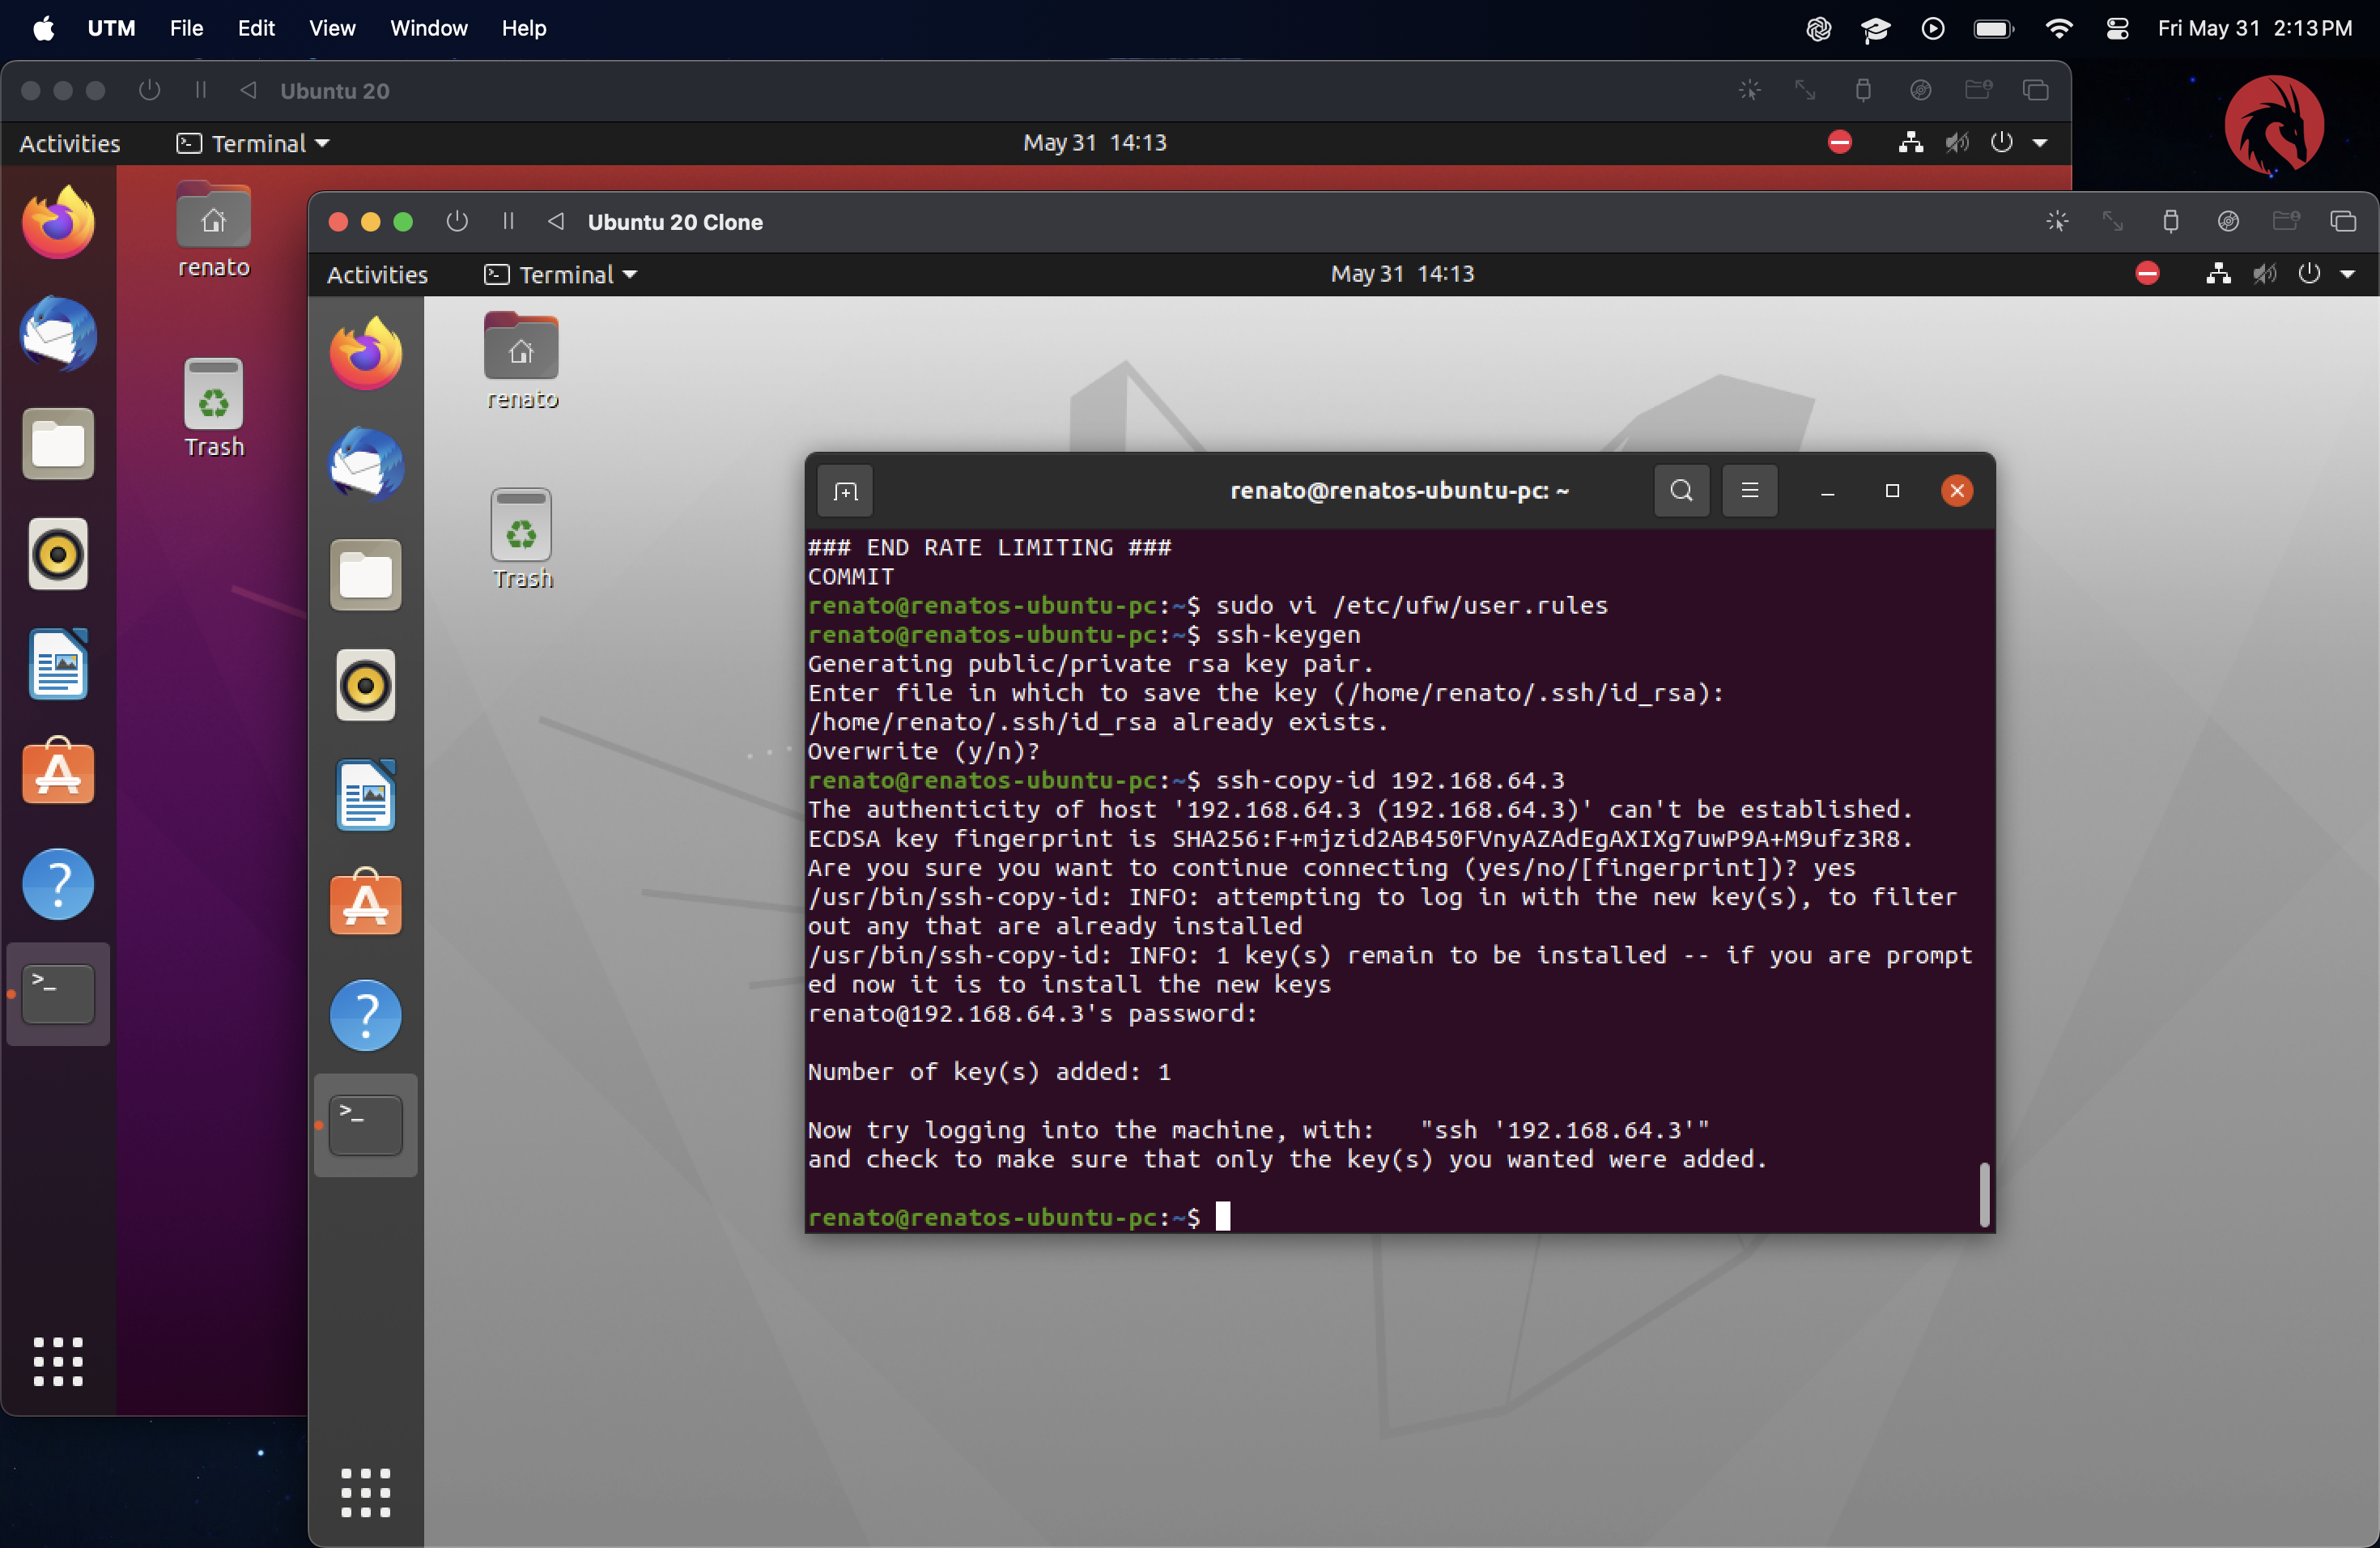 UTM File Edit View Window Help Fri May 31 2:13 PM
Ubuntu 20
Activities Terminal May 31 14:13
renato
Trash
Ubuntu 20 Clone
Activities Terminal May 31 14:13
renato
Trash
renato@renatos-ubuntu-pc: ~
### END RATE LIMITING ###
COMMIT
renato@renatos-ubuntu-pc:~$ sudo vi /etc/ufw/user.rules
renato@renatos-ubuntu-pc:~$ ssh-keygen
Generating public/private rsa key pair.
Enter file in which to save the key (/home/renato/.ssh/id_rsa):
/home/renato/.ssh/id_rsa already exists.
Overwrite (y/n)?
renato@renatos-ubuntu-pc:~$ ssh-copy-id 192.168.64.3
The authenticity of host '192.168.64.3 (192.168.64.3)' can't be established.
ECDSA key fingerprint is SHA256:F+mjzid2AB450FVnyAZAdEgAXIXg7uwP9A+M9ufz3R8.
Are you sure you want to continue connecting (yes/no/[fingerprint])? yes
/usr/bin/ssh-copy-id: INFO: attempting to log in with the new key(s), to filter
out any that are already installed
/usr/bin/ssh-copy-id: INFO: 1 key(s) remain to be installed -- if you are prompt
ed now it is to install the new keys
renato@192.168.64.3's password:
Number of key(s) added: 1
Now try logging into the machine, with:   "ssh '192.168.64.3'"
and check to make sure that only the key(s) you wanted were added.
renato@renatos-ubuntu-pc:~$